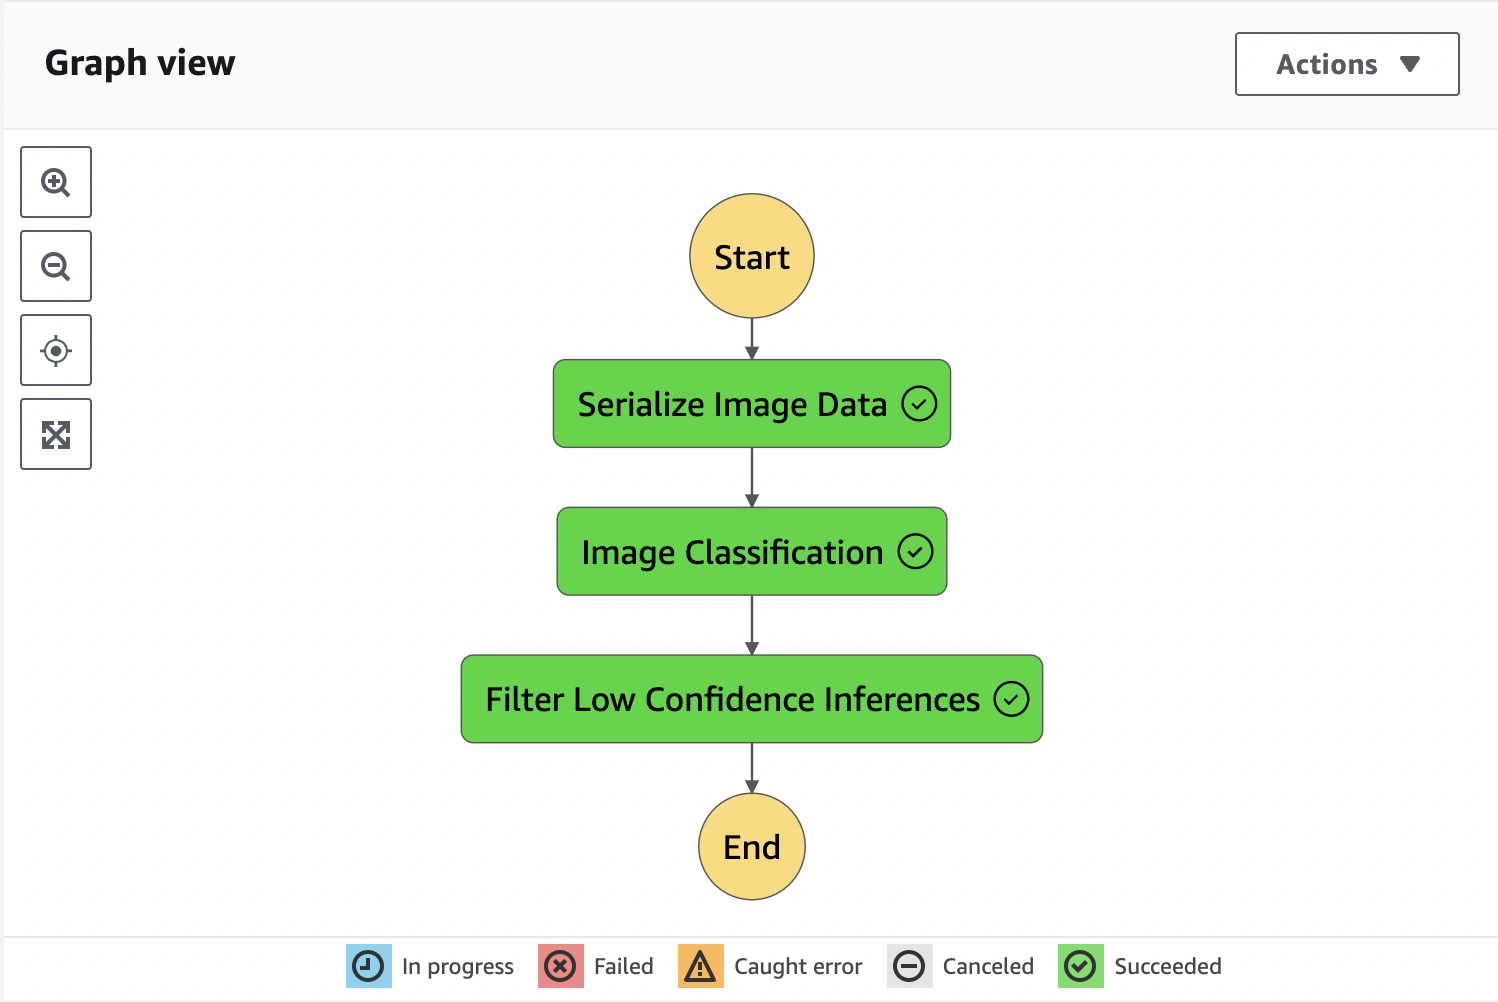 Graph view
Actions
Start
Serialize Image Data
Image Classification
Filter Low Confidence Inferences
End
In progress Failed Caught error Canceled Succeeded